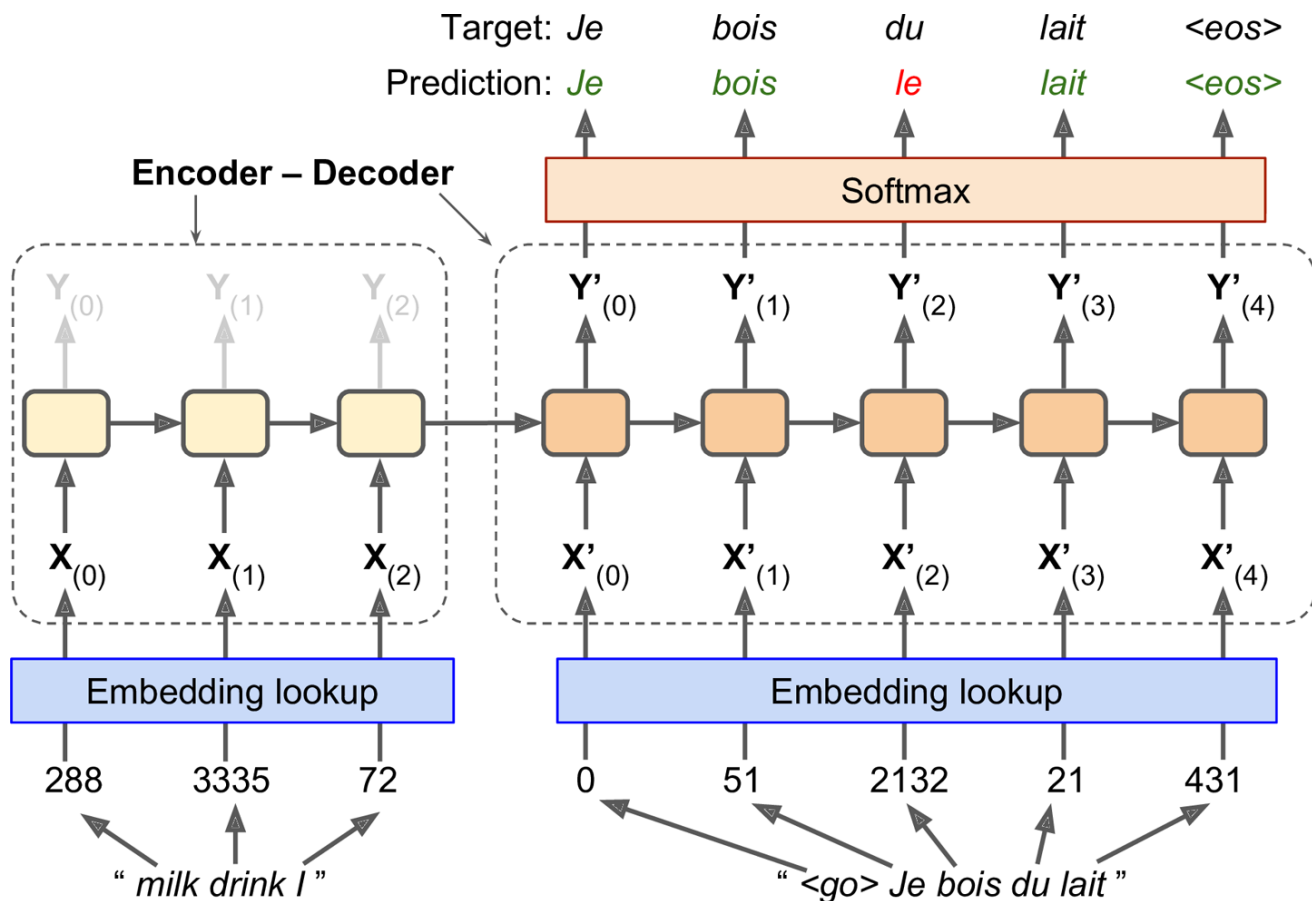 Target: Je bois du lait <eos>
Prediction: Je bois le lait <eos>
Encoder – Decoder
Softmax
Y(0) Y(1) Y(2) Y’(0) Y’(1) Y’(2) Y’(3) Y’(4)
X(0) X(1) X(2) X’(0) X’(1) X’(2) X’(3) X’(4)
Embedding lookup Embedding lookup
288 3335 72 0 51 2132 21 431
“ milk drink I ” “ <go> Je bois du lait ”